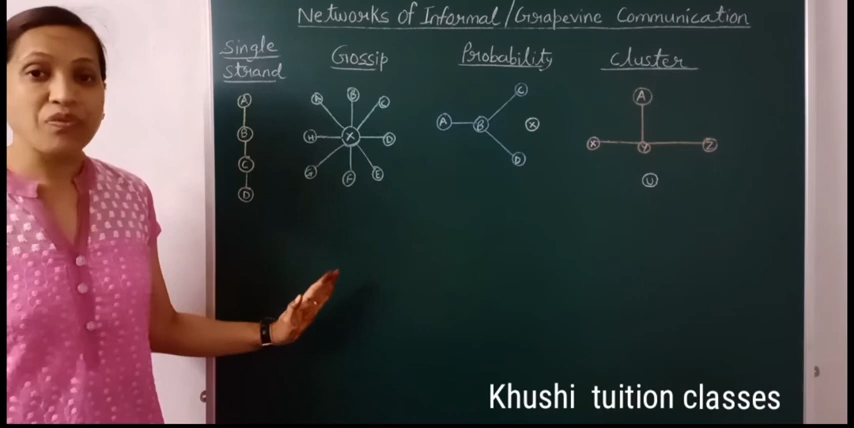 Networks of Informal/Grapevine Communication
Single strand
Gossip
Probability
Cluster
A
B
C
D
A
B
C
H
X
D
G
F
E
A
B
C
D
X
A
X
Y
Z
U
Khushi tuition classes